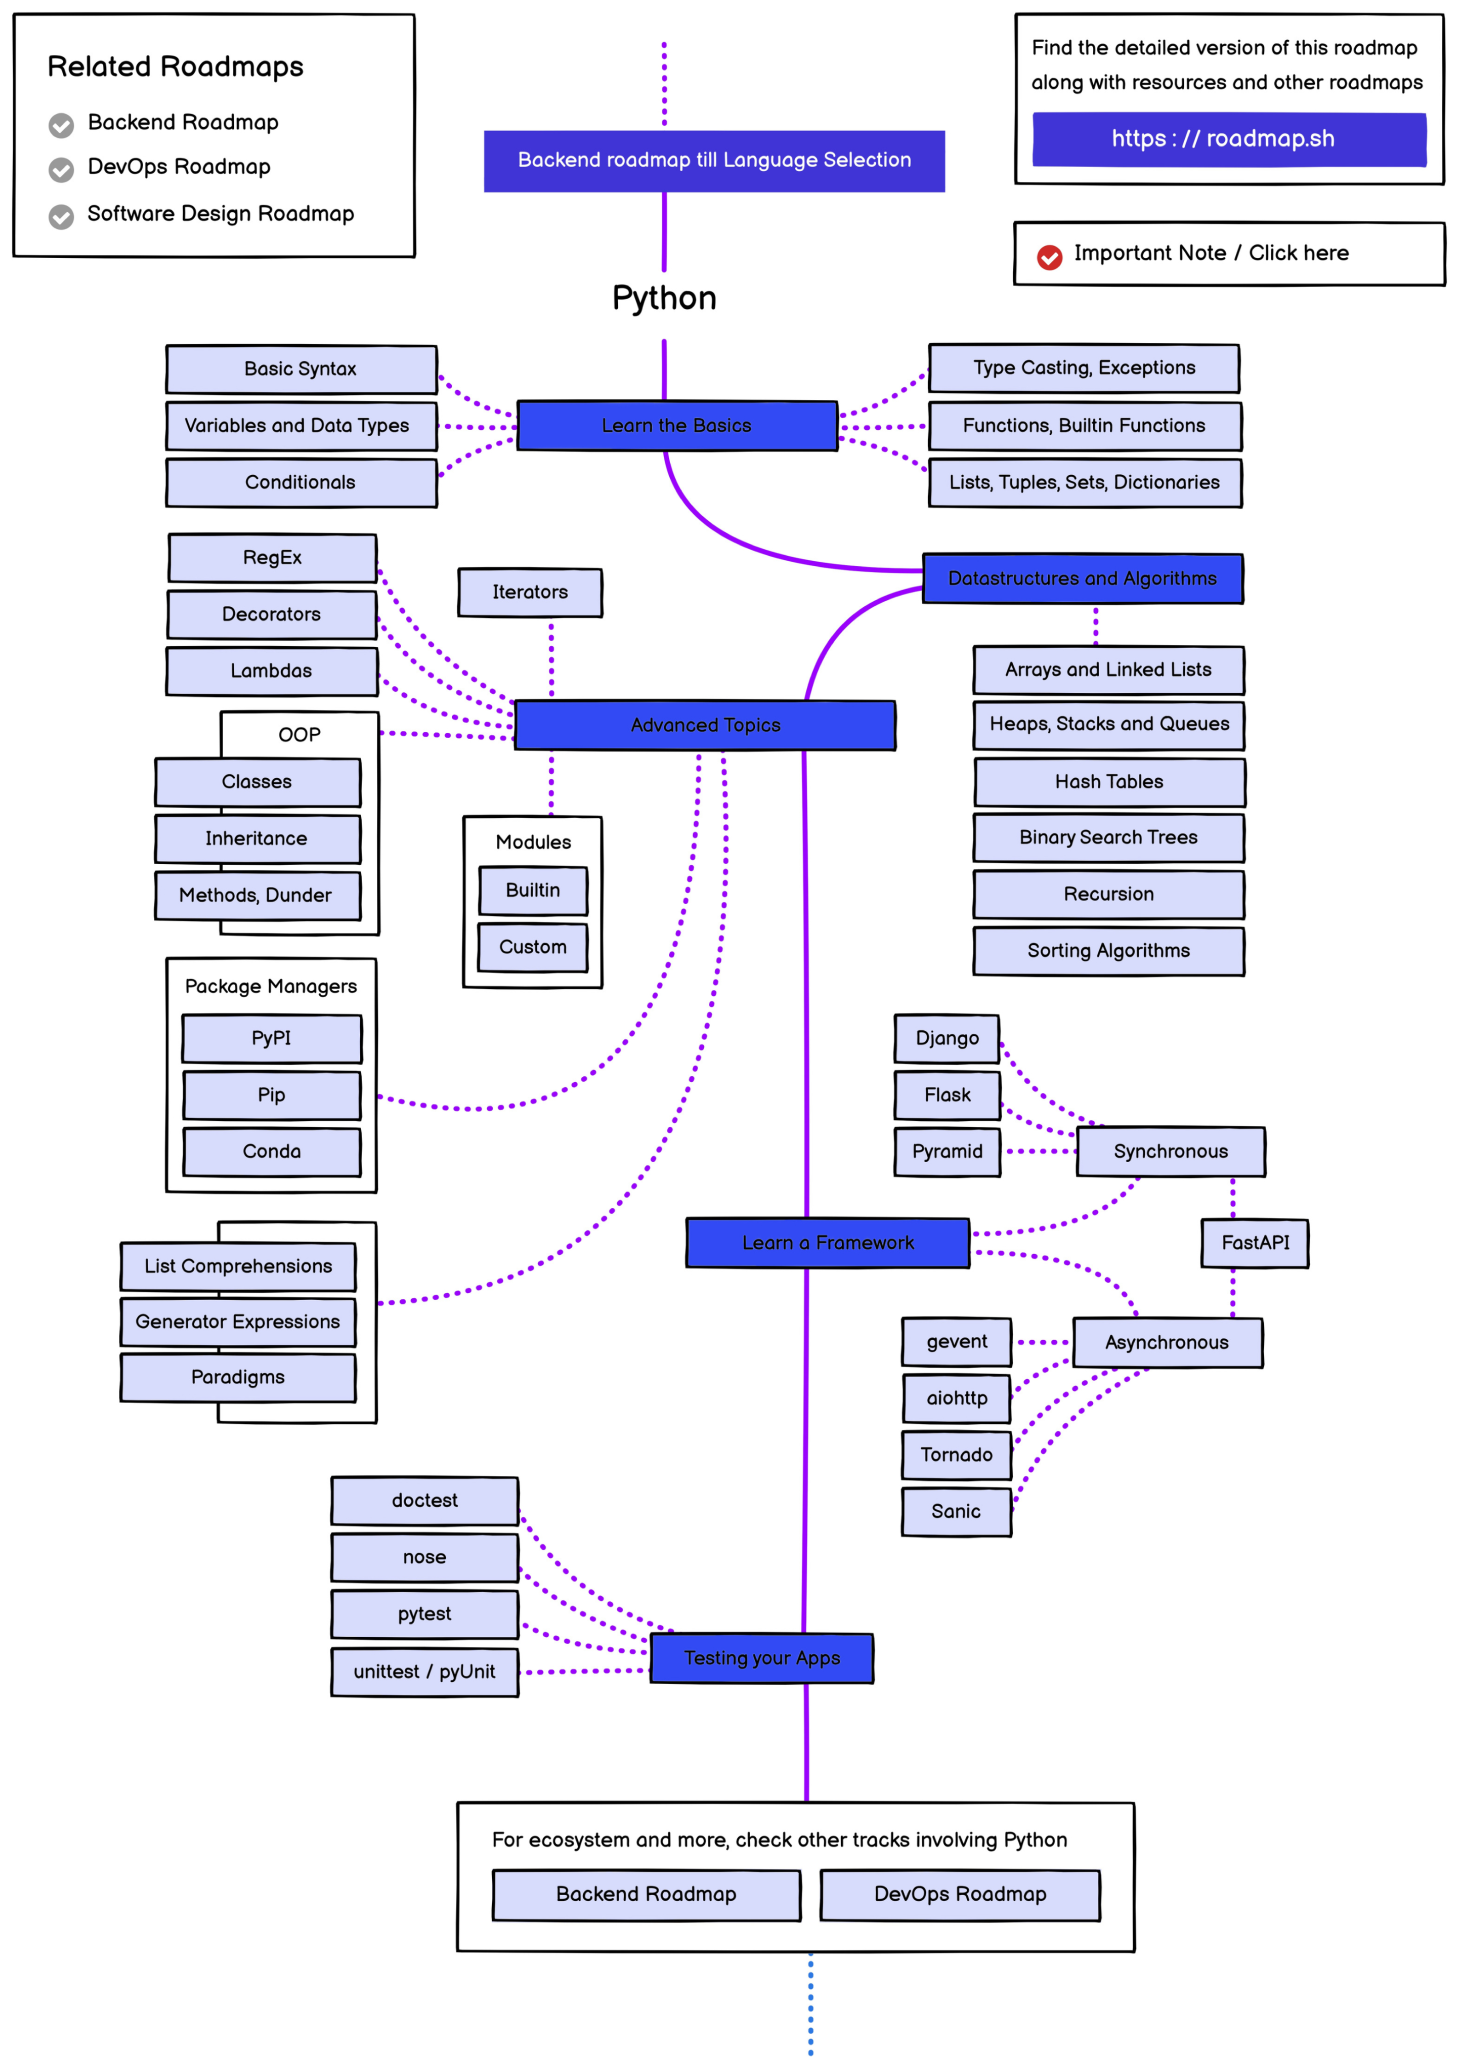 Related Roadmaps
Backend Roadmap
DevOps Roadmap
Software Design Roadmap
Backend roadmap till Language Selection
Find the detailed version of this roadmap
along with resources and other roadmaps
https : // roadmap.sh
Important Note / Click here
Python
Basic Syntax
Variables and Data Types
Conditionals
Learn the Basics
Type Casting, Exceptions
Functions, Builtin Functions
Lists, Tuples, Sets, Dictionaries
RegEx
Decorators
Lambdas
Iterators
Datastructures and Algorithms
Arrays and Linked Lists
Heaps, Stacks and Queues
Hash Tables
Binary Search Trees
Recursion
Sorting Algorithms
Advanced Topics
OOP
Classes
Inheritance
Methods, Dunder
Modules
Builtin
Custom
Package Managers
PyPI
Pip
Conda
List Comprehensions
Generator Expressions
Paradigms
Django
Flask
Pyramid
Synchronous
Learn a Framework
FastAPI
Asynchronous
gevent
aiohttp
Tornado
Sanic
doctest
nose
pytest
unittest / pyUnit
Testing your Apps
For ecosystem and more, check other tracks involving Python
Backend Roadmap
DevOps Roadmap